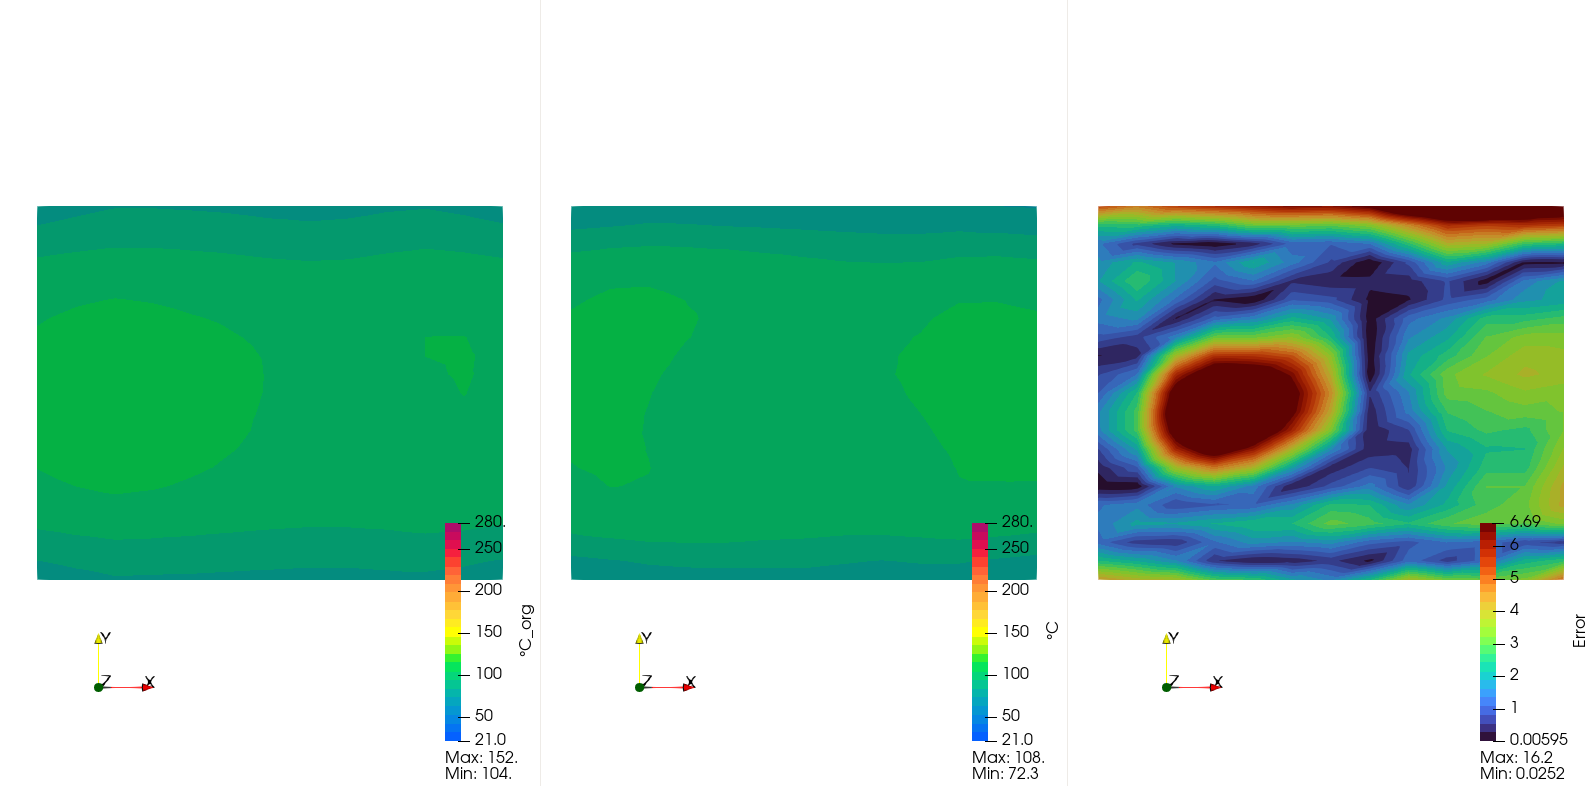 280.
250
200
150
100
50
21.0
°C_org
Max: 152.
Min: 104.
Y
Z
X
280.
250
200
150
100
50
21.0
°C
Max: 108.
Min: 72.3
Y
Z
X
6.69
6
5
4
3
2
1
0.00595
Error
Max: 16.2
Min: 0.0252
Y
Z
X